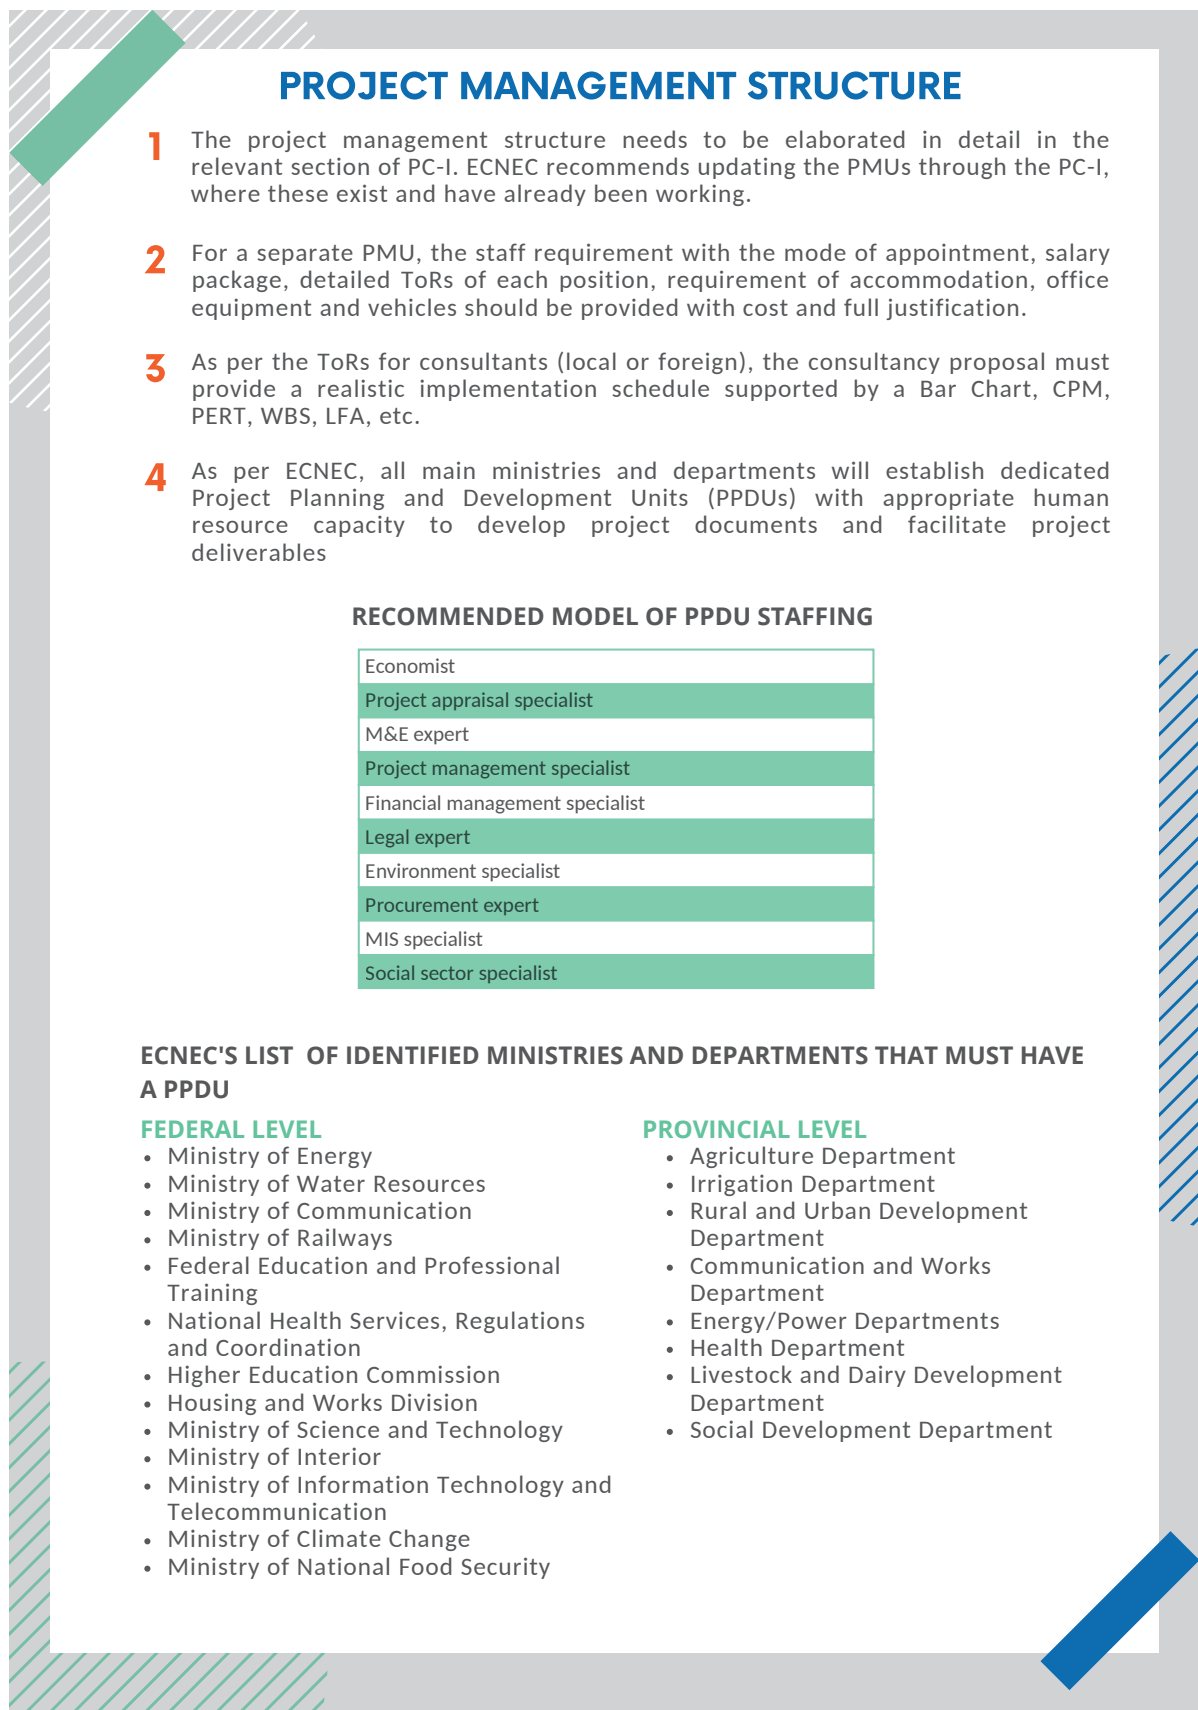 PROJECT MANAGEMENT STRUCTURE
1 The project management structure needs to be elaborated in detail in the
relevant section of PC-I. ECNEC recommends updating the PMUs through the PC-I,
where these exist and have already been working.
2 For a separate PMU, the staff requirement with the mode of appointment, salary
package, detailed ToRs of each position, requirement of accommodation, office
equipment and vehicles should be provided with cost and full justification.
3 As per the ToRs for consultants (local or foreign), the consultancy proposal must
provide a realistic implementation schedule supported by a Bar Chart, CPM,
PERT, WBS, LFA, etc.
4 As per ECNEC, all main ministries and departments will establish dedicated
Project Planning and Development Units (PPDUs) with appropriate human
resource capacity to develop project documents and facilitate project
deliverables
RECOMMENDED MODEL OF PPDU STAFFING
Economist
Project appraisal specialist
M&E expert
Project management specialist
Financial management specialist
Legal expert
Environment specialist
Procurement expert
MIS specialist
Social sector specialist
ECNEC'S LIST OF IDENTIFIED MINISTRIES AND DEPARTMENTS THAT MUST HAVE
A PPDU
FEDERAL LEVEL
• Ministry of Energy
• Ministry of Water Resources
• Ministry of Communication
• Ministry of Railways
• Federal Education and Professional
Training
• National Health Services, Regulations
and Coordination
• Higher Education Commission
• Housing and Works Division
• Ministry of Science and Technology
• Ministry of Interior
• Ministry of Information Technology and
Telecommunication
• Ministry of Climate Change
• Ministry of National Food Security
PROVINCIAL LEVEL
• Agriculture Department
• Irrigation Department
• Rural and Urban Development
Department
• Communication and Works
Department
• Energy/Power Departments
• Health Department
• Livestock and Dairy Development
Department
• Social Development Department